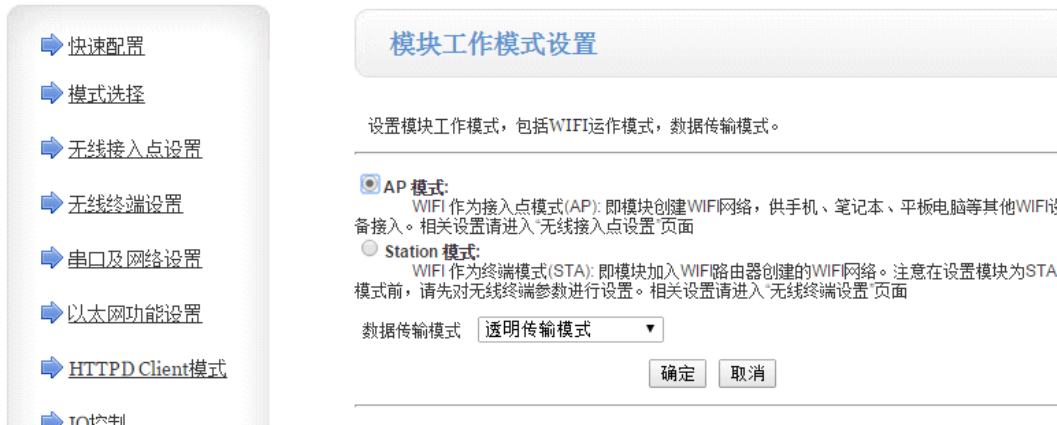 快速配置
模式选择
无线接入点设置
无线终端设置
串口及网络设置
以太网功能设置
HTTPD Client模式
IO控制
模块工作模式设置
设置模块工作模式，包括WIFI运作模式，数据传输模式。
AP 模式:
WIFI 作为接入点模式(AP): 即模块创建WIFI网络，供手机、笔记本、平板电脑等其他WIFI设
备接入。相关设置请进入“无线接入点设置”页面
Station 模式:
WIFI 作为终端模式(STA): 即模块加入WIFI路由器创建的WIFI网络。注意在设置模块为STA
模式前，请先对无线终端参数进行设置。相关设置请进入“无线终端设置”页面
数据传输模式 透明传输模式
确定 取消